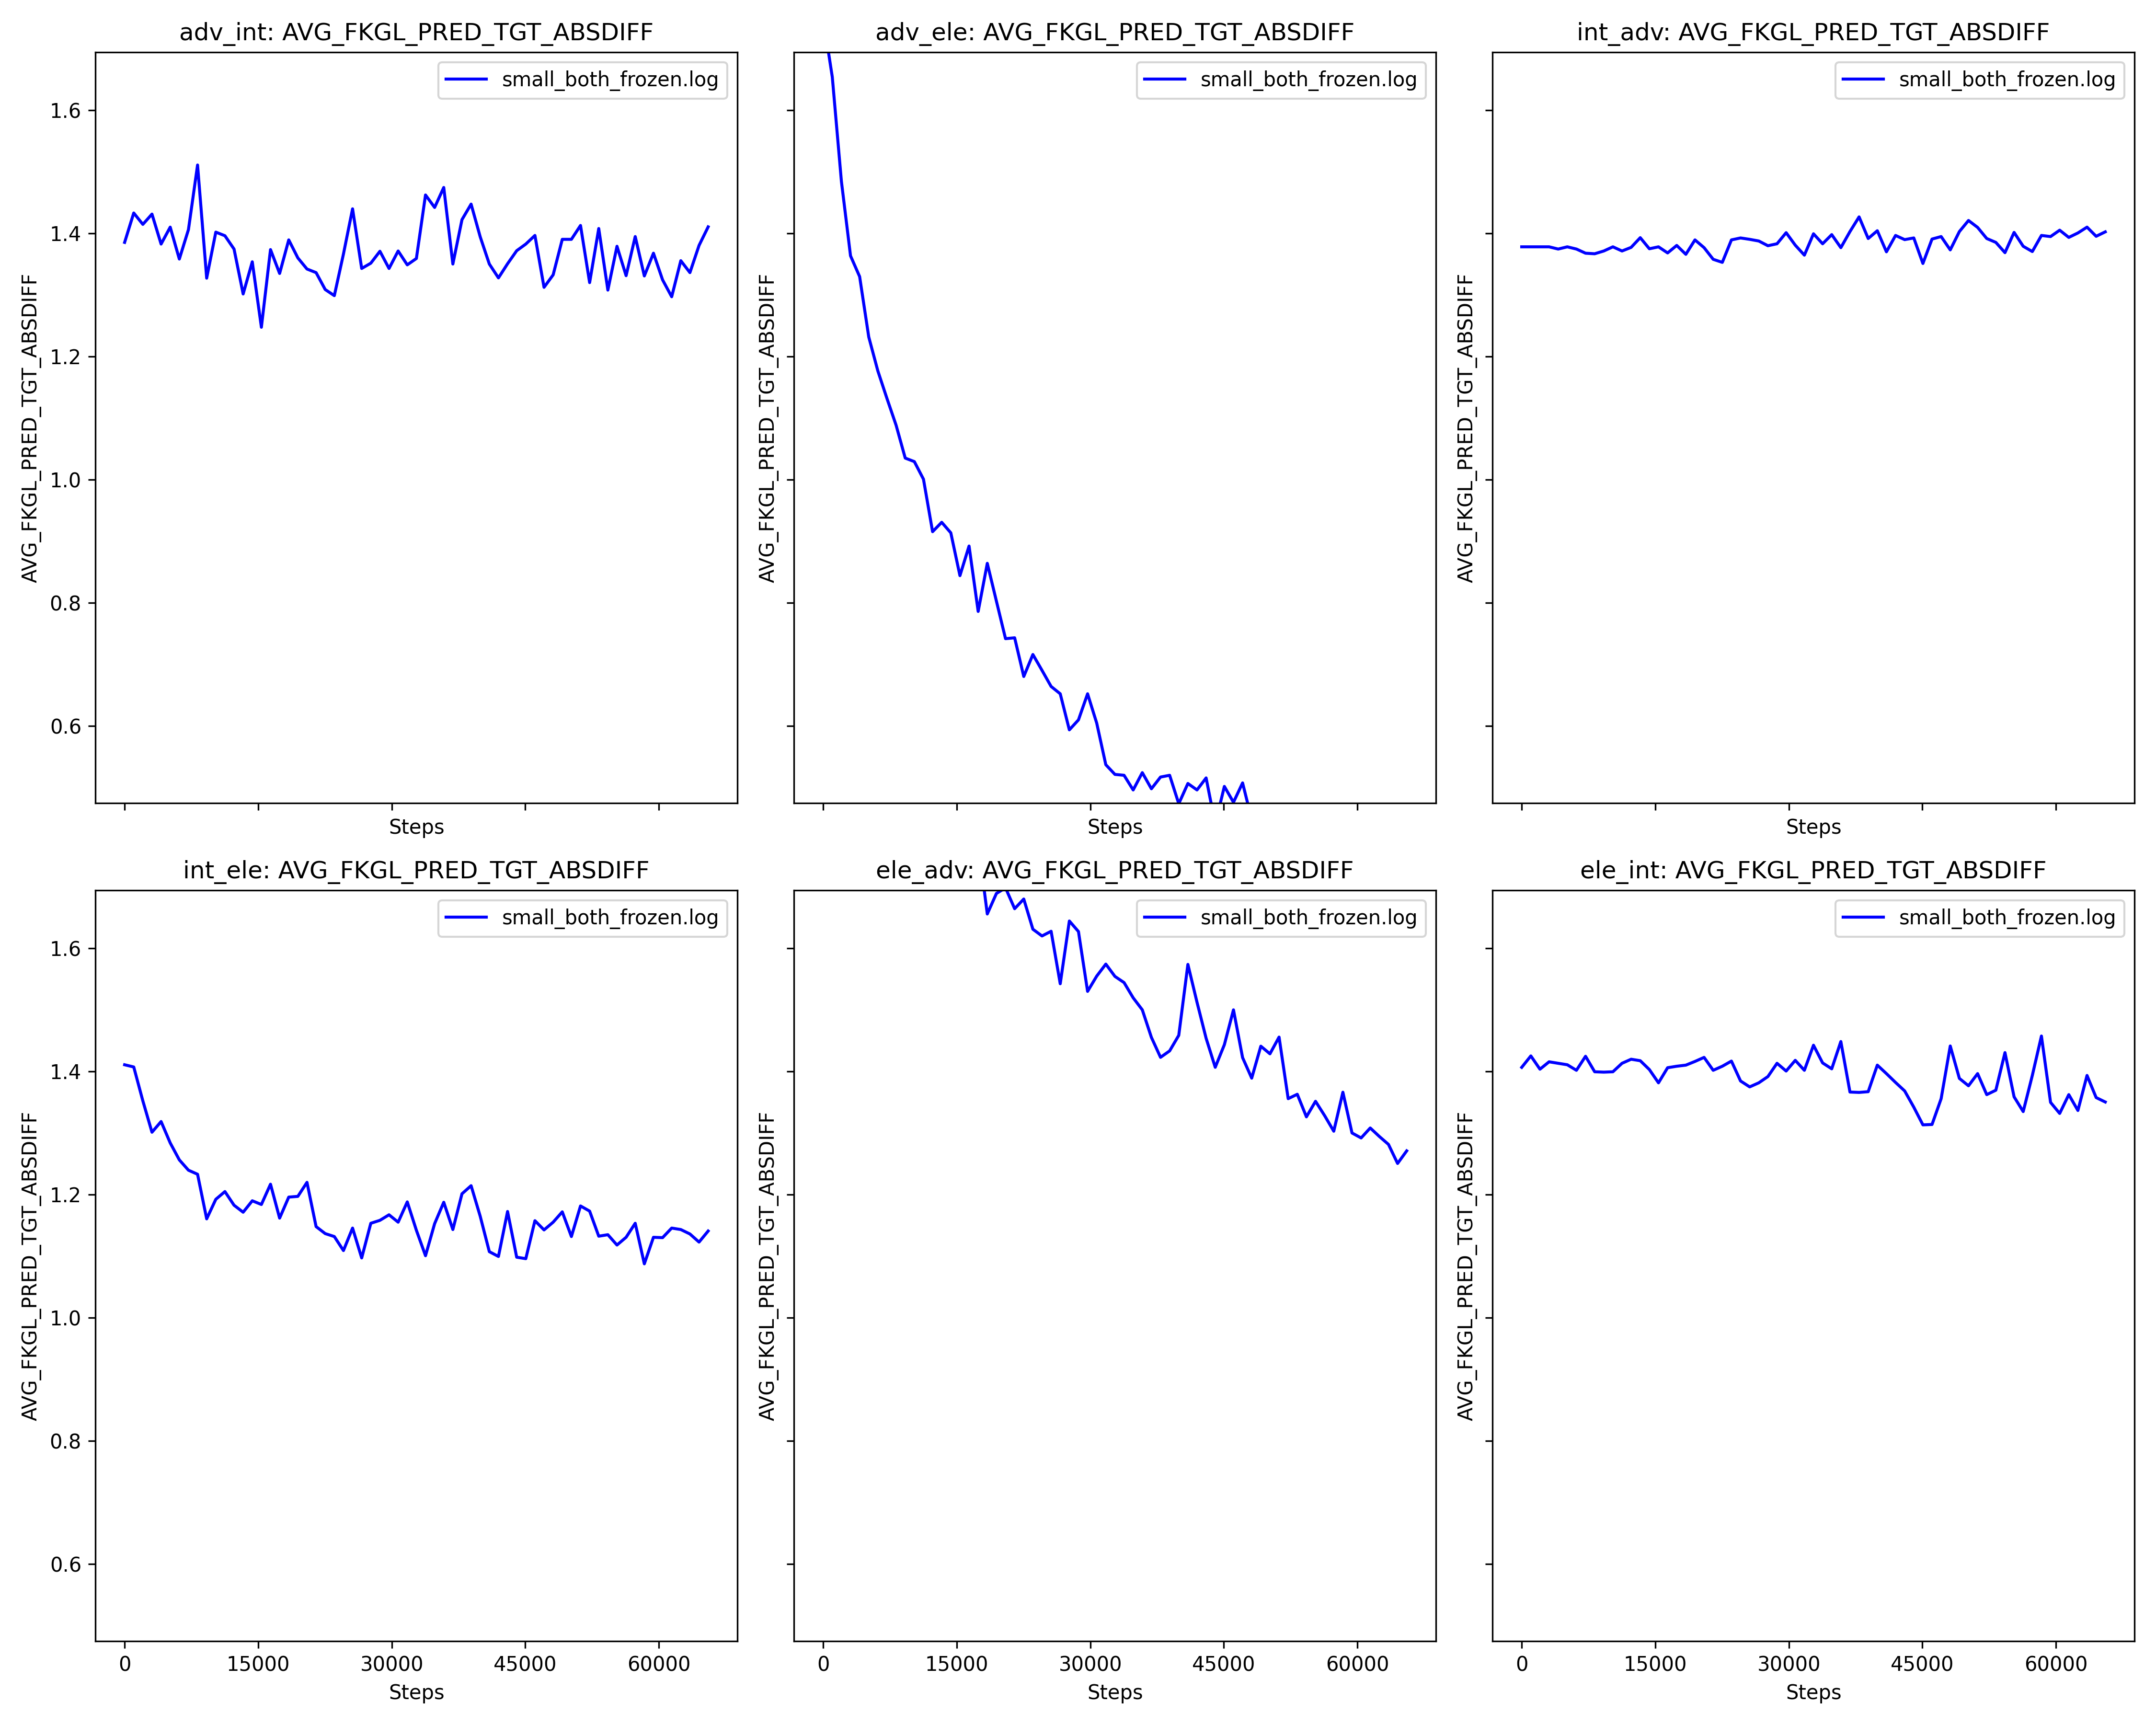 adv_int: AVG_FKGL_PRED_TGT_ABSDIFF
small_both_frozen.log
AVG_FKGL_PRED_TGT_ABSDIFF
1.6
1.4
1.2
1.0
0.8
0.6
Steps
adv_ele: AVG_FKGL_PRED_TGT_ABSDIFF
small_both_frozen.log
AVG_FKGL_PRED_TGT_ABSDIFF
Steps
int_adv: AVG_FKGL_PRED_TGT_ABSDIFF
small_both_frozen.log
AVG_FKGL_PRED_TGT_ABSDIFF
Steps
int_ele: AVG_FKGL_PRED_TGT_ABSDIFF
small_both_frozen.log
AVG_FKGL_PRED_TGT_ABSDIFF
1.6
1.4
1.2
1.0
0.8
0.6
0 15000 30000 45000 60000
Steps
ele_adv: AVG_FKGL_PRED_TGT_ABSDIFF
small_both_frozen.log
AVG_FKGL_PRED_TGT_ABSDIFF
0 15000 30000 45000 60000
Steps
ele_int: AVG_FKGL_PRED_TGT_ABSDIFF
small_both_frozen.log
AVG_FKGL_PRED_TGT_ABSDIFF
0 15000 30000 45000 60000
Steps